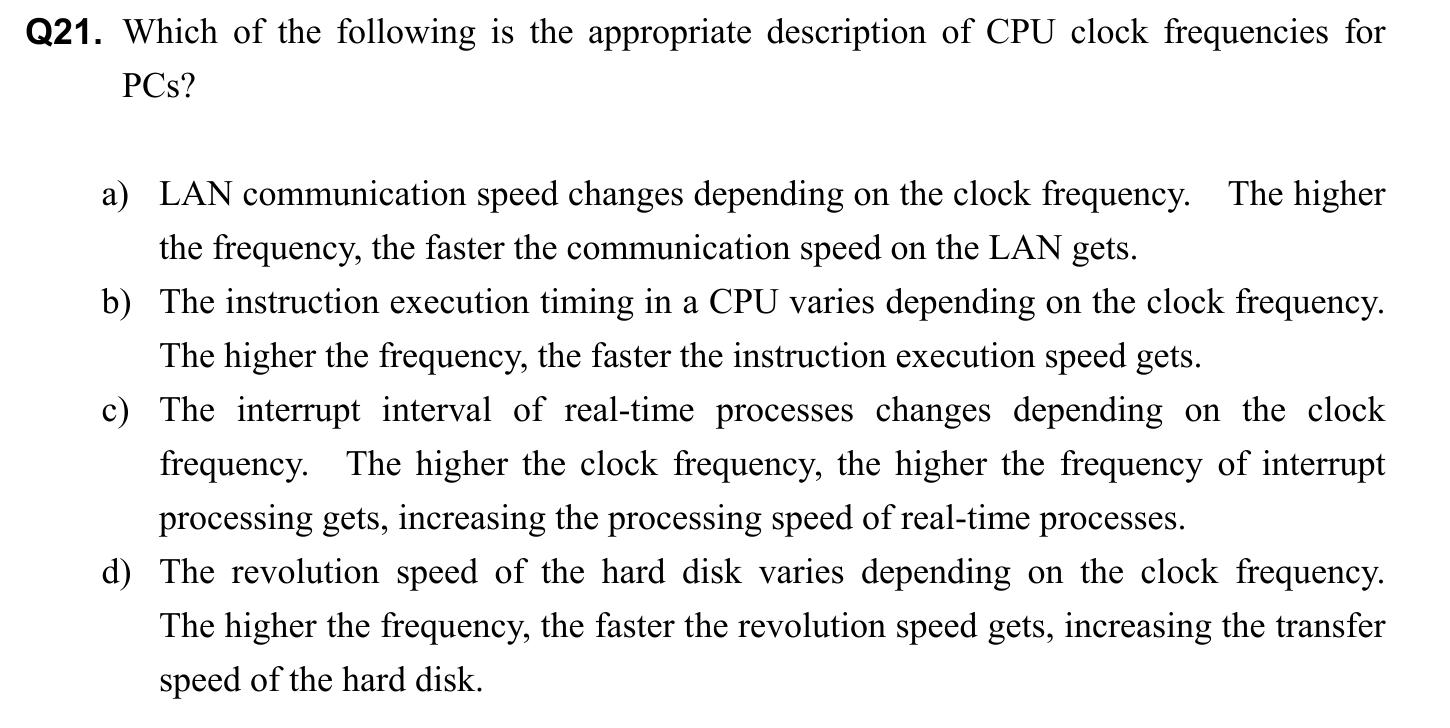 Q21. Which of the following is the appropriate description of CPU clock frequencies for
PCs?
a) LAN communication speed changes depending on the clock frequency. The higher
the frequency, the faster the communication speed on the LAN gets.
b) The instruction execution timing in a CPU varies depending on the clock frequency.
The higher the frequency, the faster the instruction execution speed gets.
c) The interrupt interval of real-time processes changes depending on the clock
frequency. The higher the clock frequency, the higher the frequency of interrupt
processing gets, increasing the processing speed of real-time processes.
d) The revolution speed of the hard disk varies depending on the clock frequency.
The higher the frequency, the faster the revolution speed gets, increasing the transfer
speed of the hard disk.